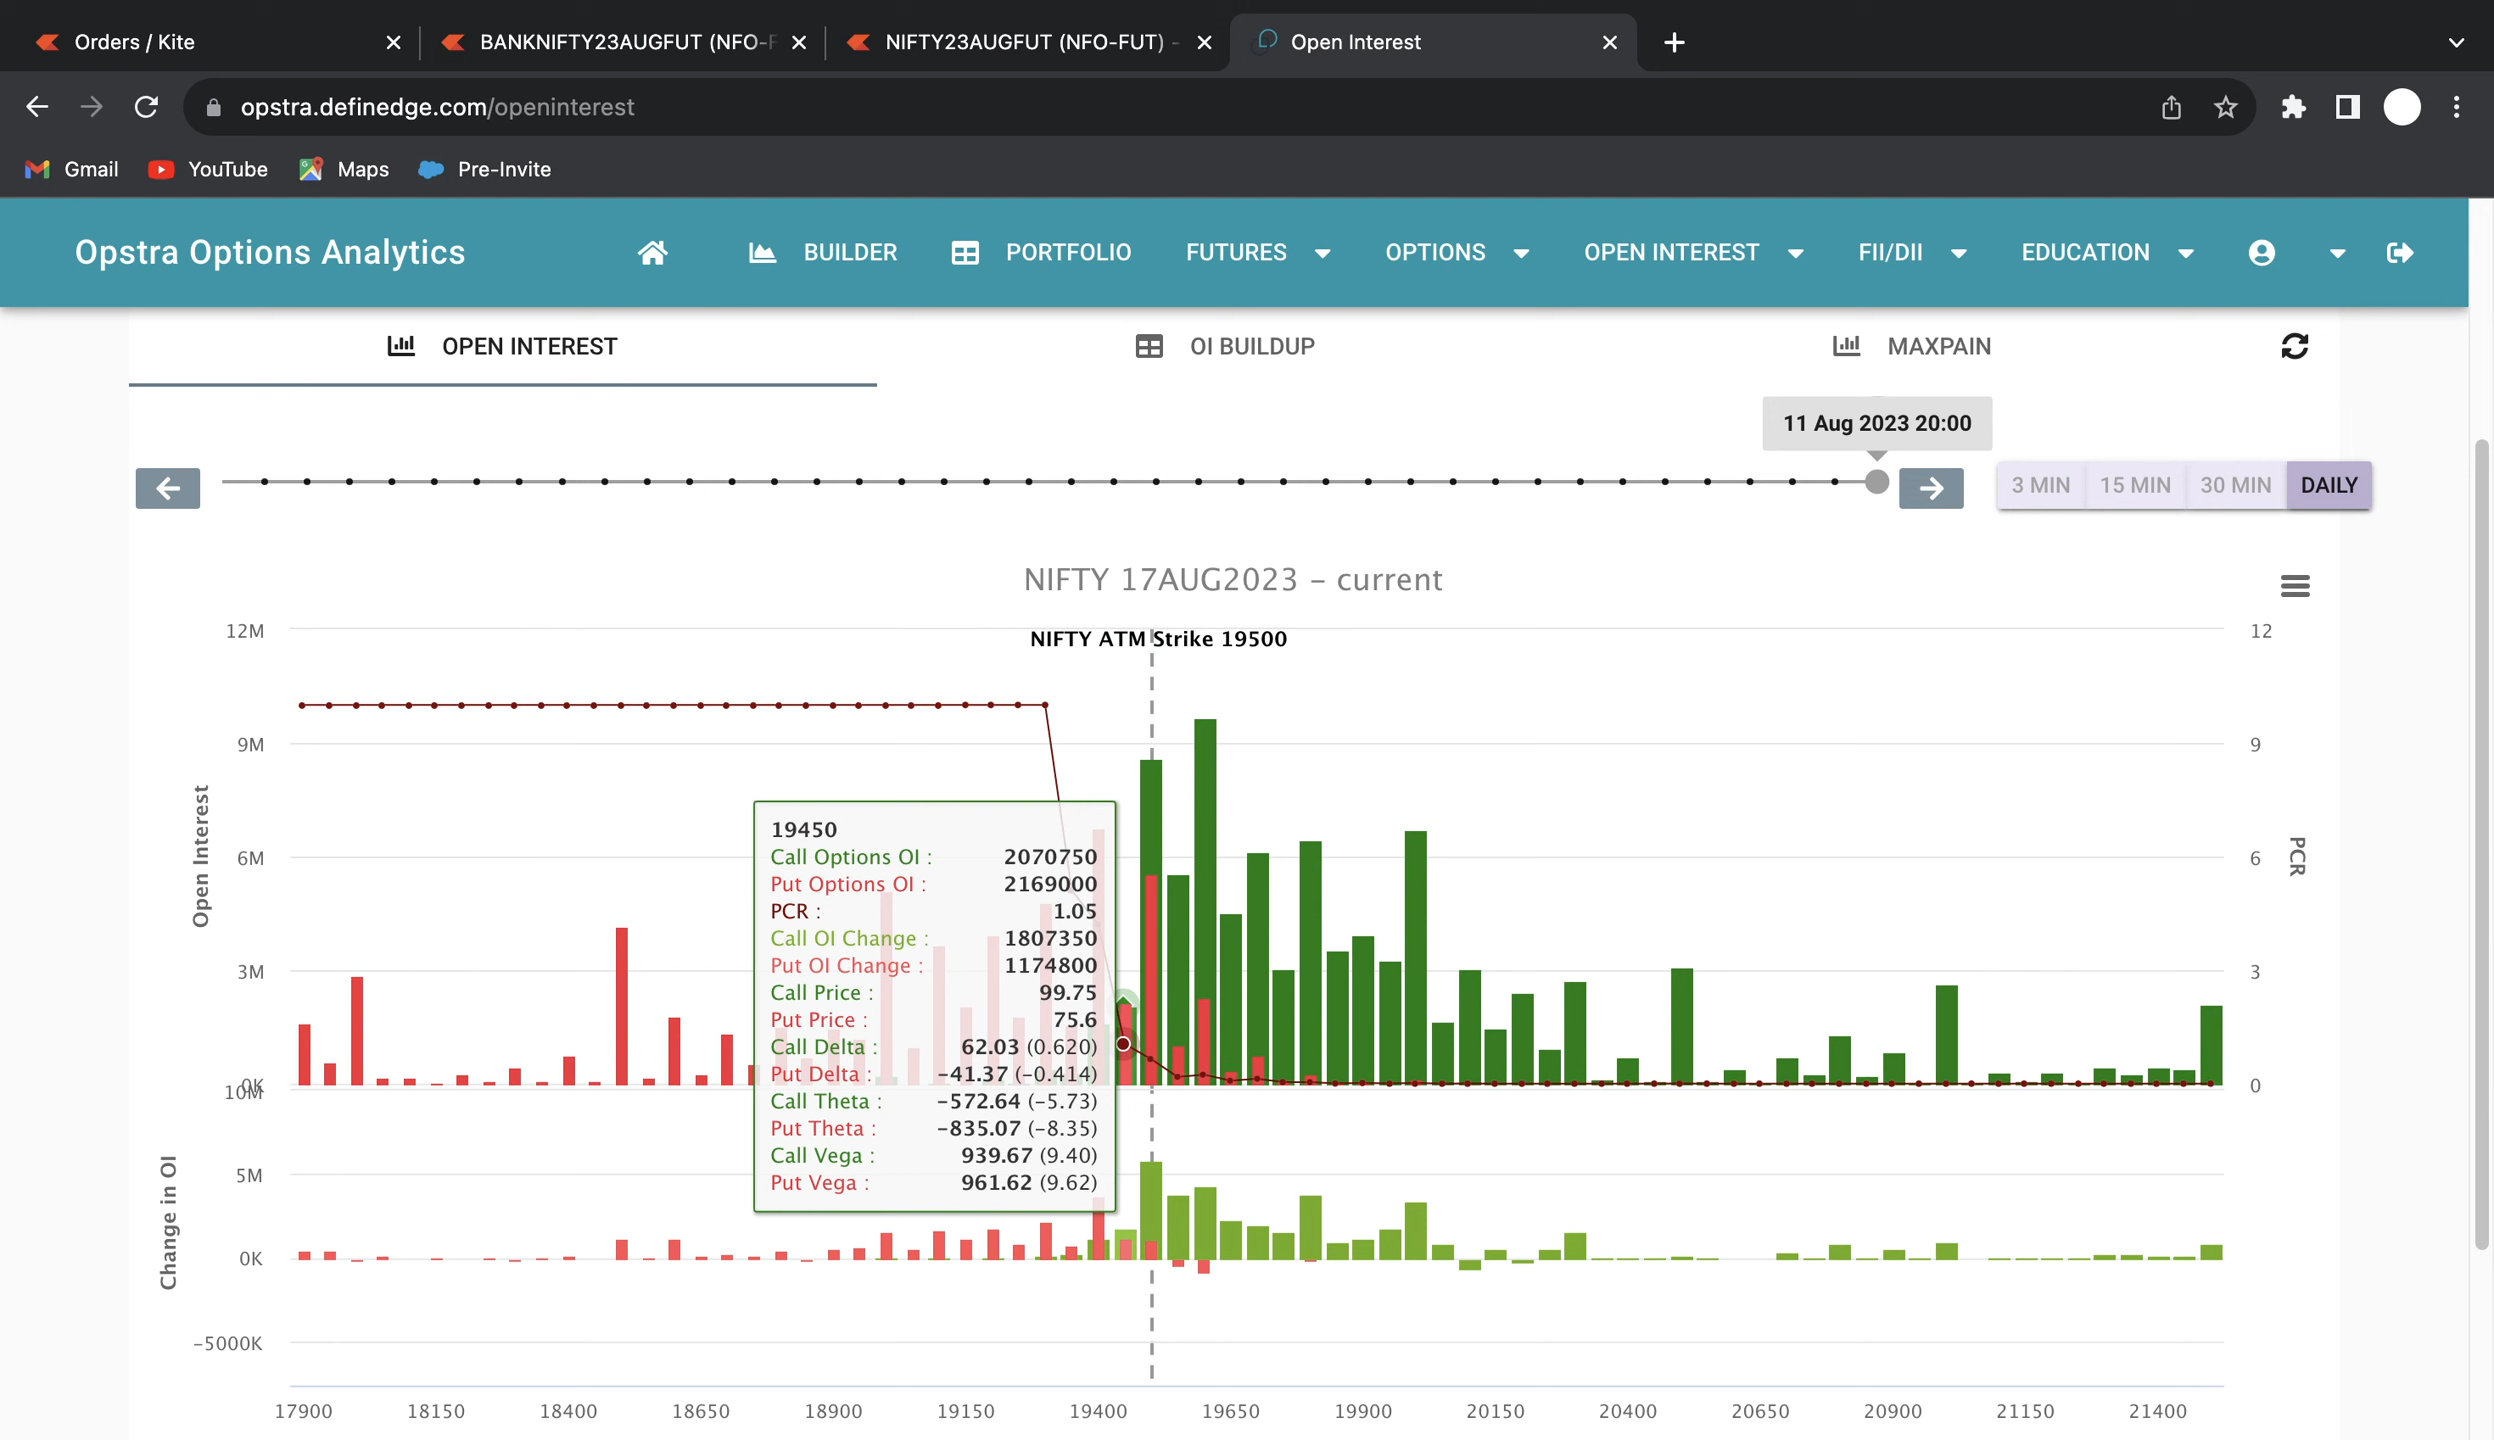 Orders / Kite
BANKNIFTY23AUGFUT (NFO-F
NIFTY23AUGFUT (NFO-FUT) -
Open Interest
opstra.definedge.com/openinterest
Gmail
YouTube
Maps
Pre-Invite
Opstra Options Analytics
BUILDER
PORTFOLIO
FUTURES
OPTIONS
OPEN INTEREST
FII/DII
EDUCATION
OPEN INTEREST
OI BUILDUP
MAXPAIN
11 Aug 2023 20:00
3 MIN
15 MIN
30 MIN
DAILY
NIFTY 17AUG2023 – current
NIFTY ATM Strike 19500
12M
9M
6M
3M
0K
Open Interest
12
9
6
3
0
PCR
19450
Call Options OI : 2070750
Put Options OI : 2169000
PCR : 1.05
Call OI Change : 1807350
Put OI Change : 1174800
Call Price : 99.75
Put Price : 75.6
Call Delta : 62.03 (0.620)
Put Delta : -41.37 (-0.414)
Call Theta : -572.64 (-5.73)
Put Theta : -835.07 (-8.35)
Call Vega : 939.67 (9.40)
Put Vega : 961.62 (9.62)
10M
5M
0K
-5000K
Change in OI
17900
18150
18400
18650
18900
19150
19400
19650
19900
20150
20400
20650
20900
21150
21400